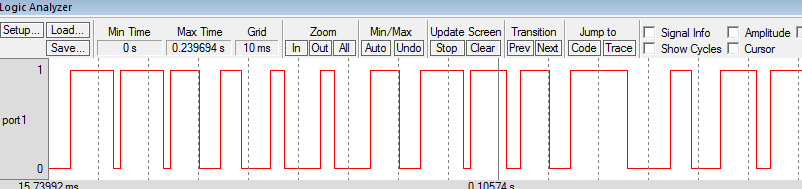 Logic Analyzer
Setup... Load... Min Time Max Time Grid Zoom Min/Max Update Screen Transition Jump to Signal Info Amplitude
Save... 0 s 0.239694 s 10 ms In Out All Auto Undo Stop Clear Prev Next Code Trace Show Cycles Cursor
1
port1
0
15.73992 ms 0.10574 s